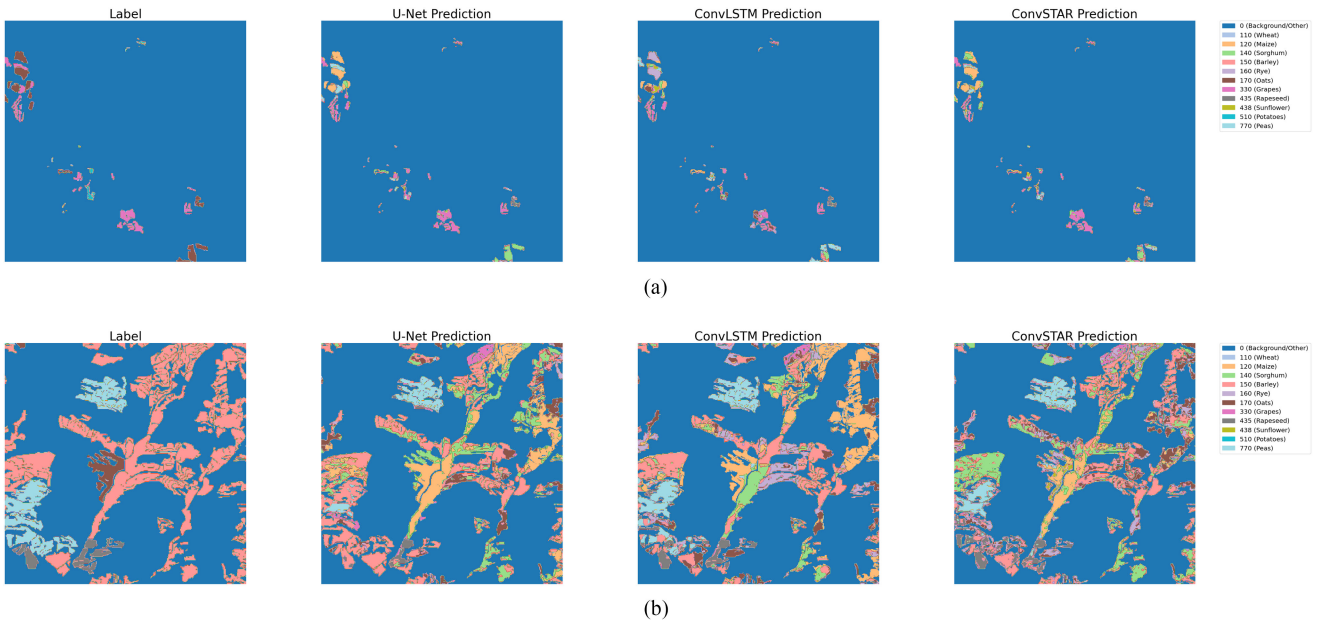 Label
U-Net Prediction
ConvLSTM Prediction
ConvSTAR Prediction
0 (Background/Other)
110 (Wheat)
120 (Maize)
140 (Sorghum)
150 (Barley)
160 (Rye)
170 (Oats)
330 (Grapes)
435 (Rapeseed)
438 (Sunflower)
510 (Potatoes)
770 (Peas)
(a)
Label
U-Net Prediction
ConvLSTM Prediction
ConvSTAR Prediction
0 (Background/Other)
110 (Wheat)
120 (Maize)
140 (Sorghum)
150 (Barley)
160 (Rye)
170 (Oats)
330 (Grapes)
435 (Rapeseed)
438 (Sunflower)
510 (Potatoes)
770 (Peas)
(b)